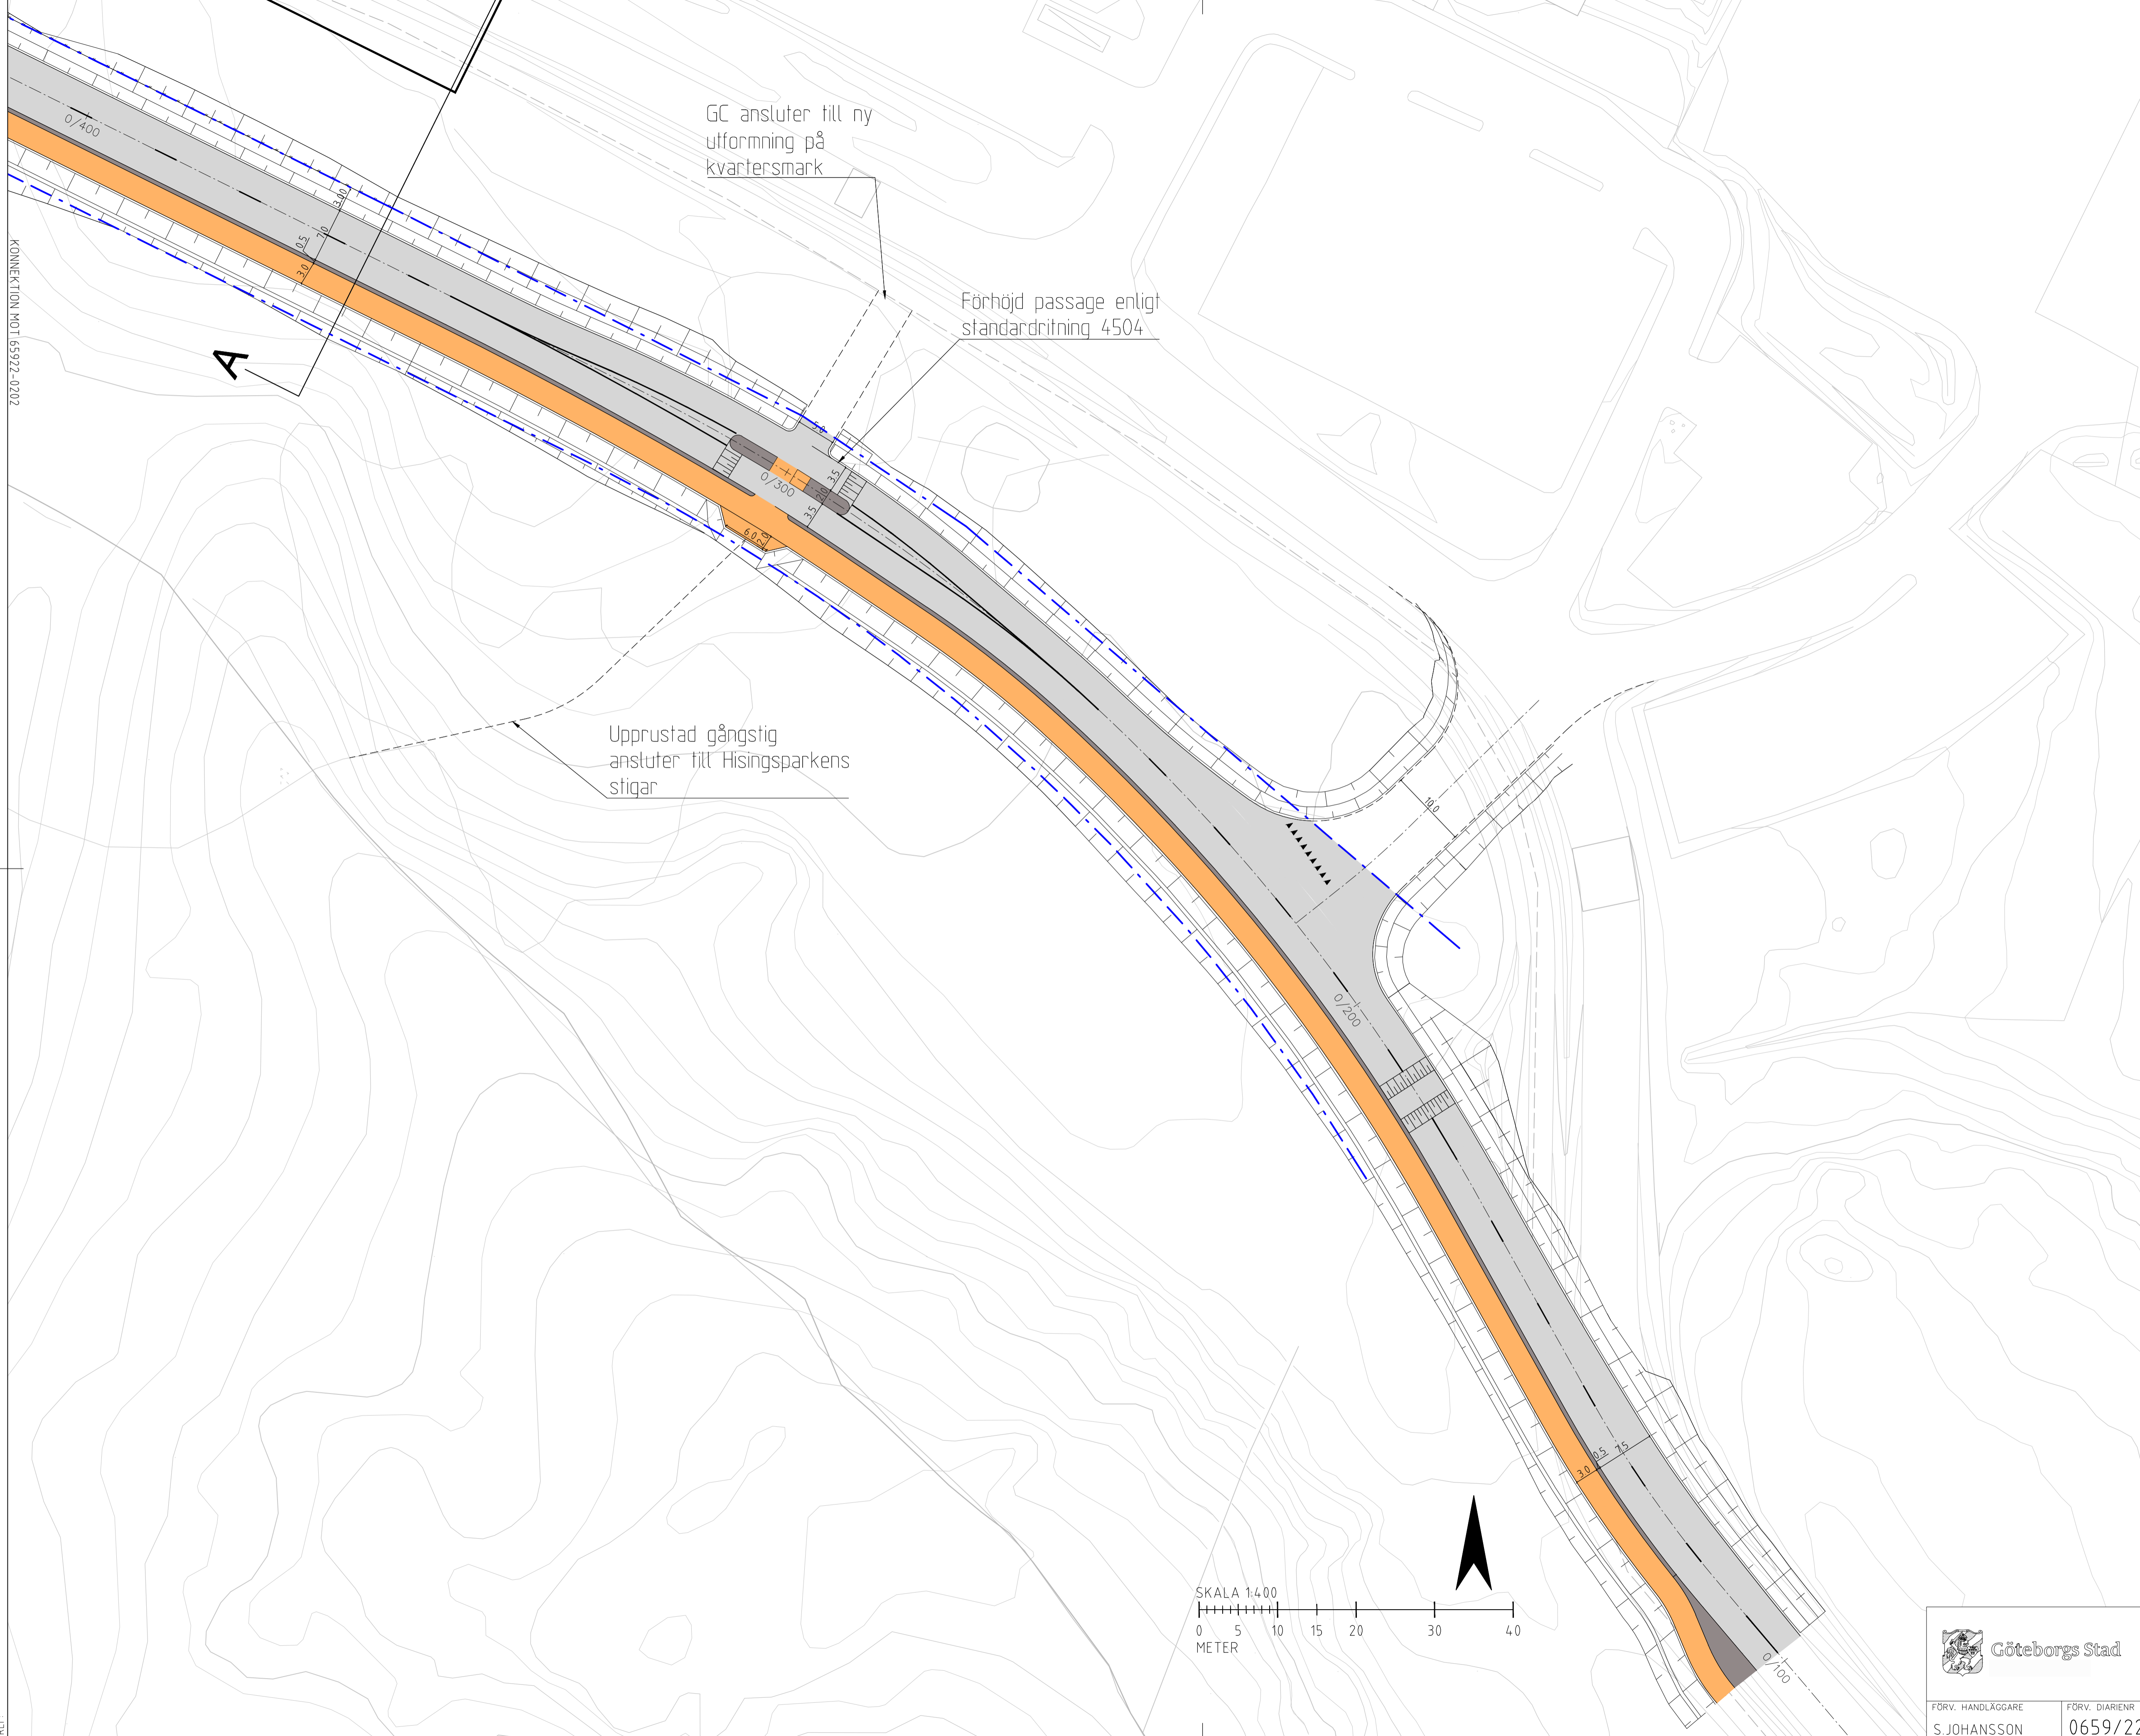 GC ansluter till ny
utformning på
kvartersmark
Förhöjd passage enligt
standardritning 4504
Upprustad gångstig
ansluter till Hisingsparkens
stigar
KONNEKTION MOT 65922-0202
A
0/400
3.00
7.0
0.5
3.0
5.0
0/300
3.5
2.0
3.5
6.0
2.0
10.0
0/200
0.5
7.5
3.0
0/100
SKALA 1:400
0 5 10 15 20 30 40
METER
Göteborgs Stad
FÖRV. HANDLÄGGARE
S.JOHANSSON
FÖRV. DIARIENR
0659/22